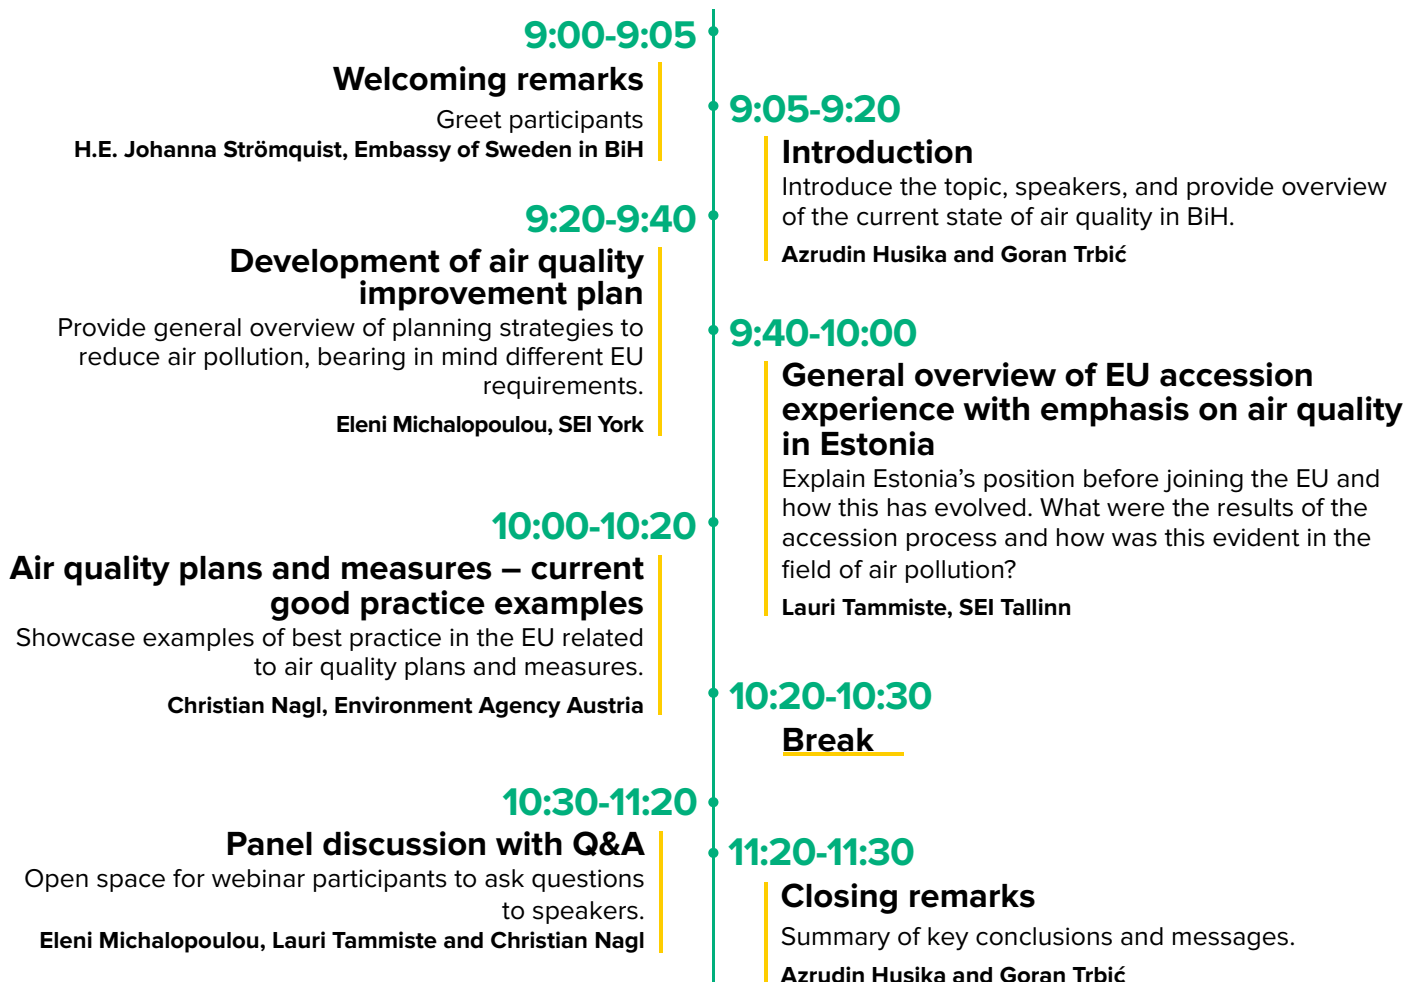 9:00-9:05
Welcoming remarks
Greet participants
H.E. Johanna Strömquist, Embassy of Sweden in BiH
9:05-9:20
Introduction
Introduce the topic, speakers, and provide overview
of the current state of air quality in BiH.
Azrudin Husika and Goran Trbić
9:20-9:40
Development of air quality
improvement plan
Provide general overview of planning strategies to
reduce air pollution, bearing in mind different EU
requirements.
Eleni Michalopoulou, SEI York
9:40-10:00
General overview of EU accession
experience with emphasis on air quality
in Estonia
Explain Estonia’s position before joining the EU and
how this has evolved. What were the results of the
accession process and how was this evident in the
field of air pollution?
Lauri Tammiste, SEI Tallinn
10:00-10:20
Air quality plans and measures – current
good practice examples
Showcase examples of best practice in the EU related
to air quality plans and measures.
Christian Nagl, Environment Agency Austria
10:20-10:30
Break
10:30-11:20
Panel discussion with Q&A
Open space for webinar participants to ask questions
to speakers.
Eleni Michalopoulou, Lauri Tammiste and Christian Nagl
11:20-11:30
Closing remarks
Summary of key conclusions and messages.
Azrudin Husika and Goran Trbić